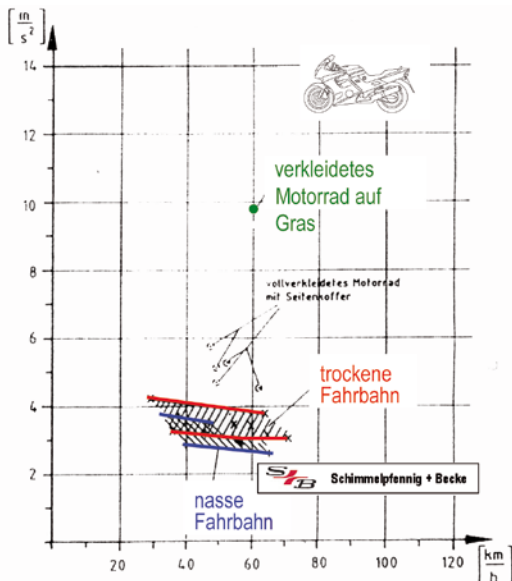 [m/s²]
14
12
10
8
6
4
2
verkleidetes
Motorrad auf
Gras
vollverkleidetes Motorrad
mit Seitenkoffer
trockene
Fahrbahn
S+B Schimmelpfennig + Becke
nasse
Fahrbahn
20 40 60 80 100 120
[km/h]